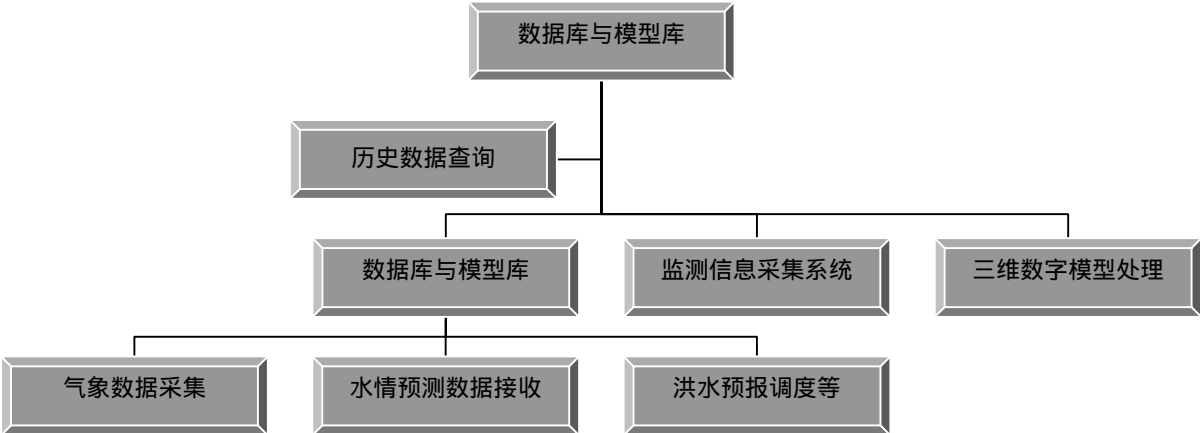 数据库与模型库
历史数据查询
数据库与模型库
监测信息采集系统
三维数字模型处理
气象数据采集
水情预测数据接收
洪水预报调度等